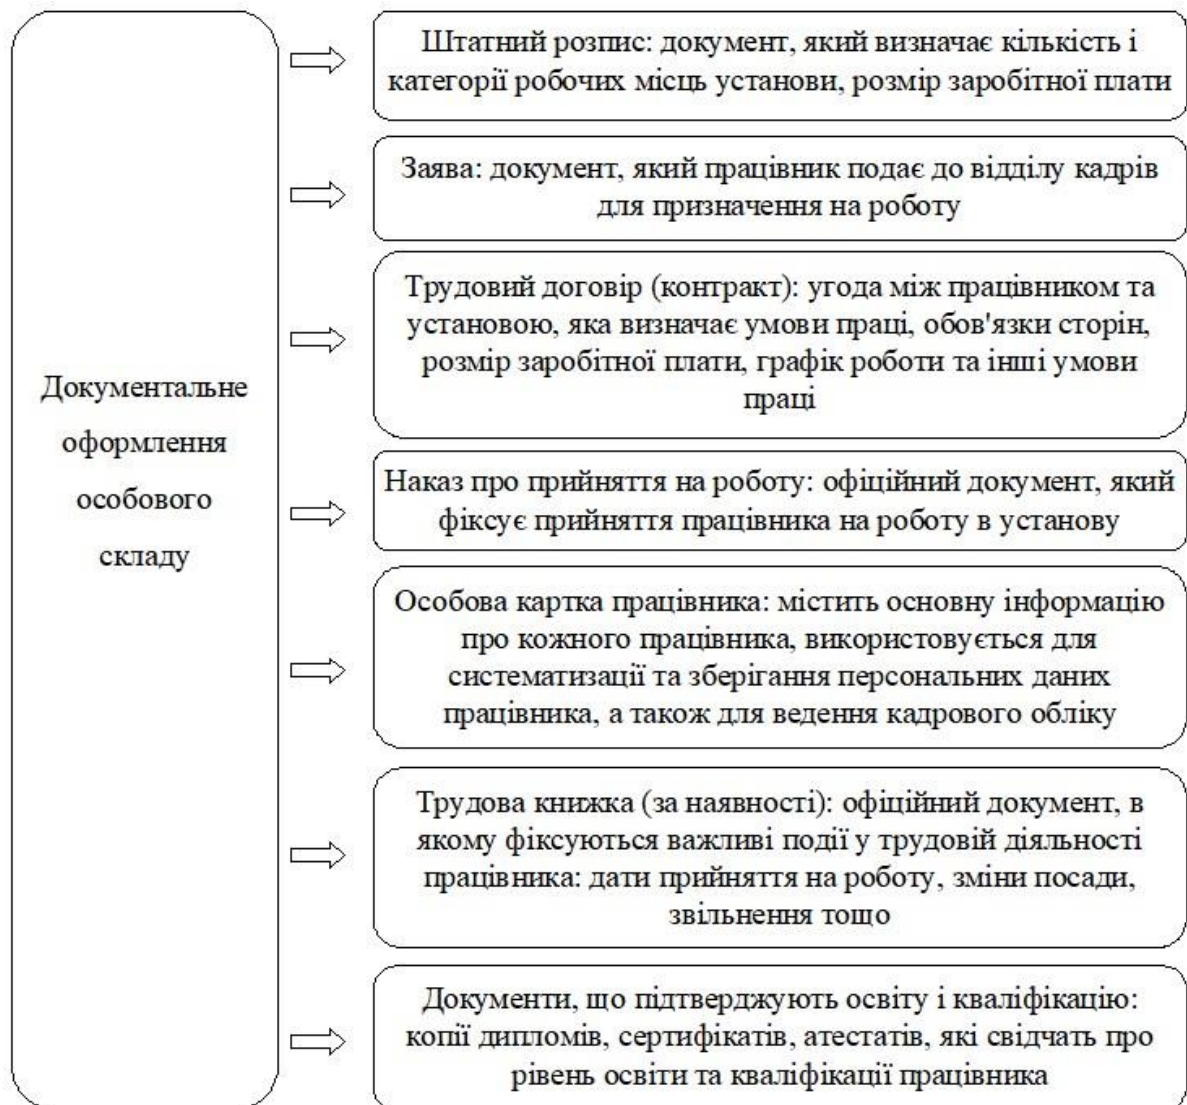 Документальне
оформлення
особового
складу
Штатний розпис: документ, який визначає кількість і
категорії робочих місць установи, розмір заробітної плати
Заява: документ, який працівник подає до відділу кадрів
для призначення на роботу
Трудовий договір (контракт): угода між працівником та
установою, яка визначає умови праці, обов'язки сторін,
розмір заробітної плати, графік роботи та інші умови
праці
Наказ про прийняття на роботу: офіційний документ, який
фіксує прийняття працівника на роботу в установу
Особова картка працівника: містить основну інформацію
про кожного працівника, використовується для
систематизації та зберігання персональних даних
працівника, а також для ведення кадрового обліку
Трудова книжка (за наявності): офіційний документ, в
якому фіксуються важливі події у трудовій діяльності
працівника: дати прийняття на роботу, зміни посади,
звільнення тощо
Документи, що підтверджують освіту і кваліфікацію:
копії дипломів, сертифікатів, атестатів, які свідчать про
рівень освіти та кваліфікації працівника